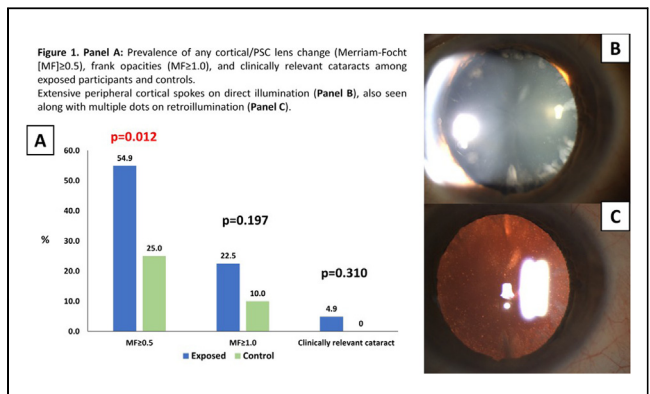 Figure 1. Panel A: Prevalence of any cortical/PSC lens change (Merriam-Focht
[MF]≥0.5), frank opacities (MF≥1.0), and clinically relevant cataracts among
exposed participants and controls.
Extensive peripheral cortical spokes on direct illumination (Panel B), also seen
along with multiple dots on retroillumination (Panel C).
B
A
p=0.012
60.0
54.9
50.0
40.0
p=0.197
%
30.0
25.0
22.5
p=0.310
20.0
10.0
10.0
4.9
0
0.0
MF≥0.5
MF≥1.0
Clinically relevant cataract
Exposed
Control
C